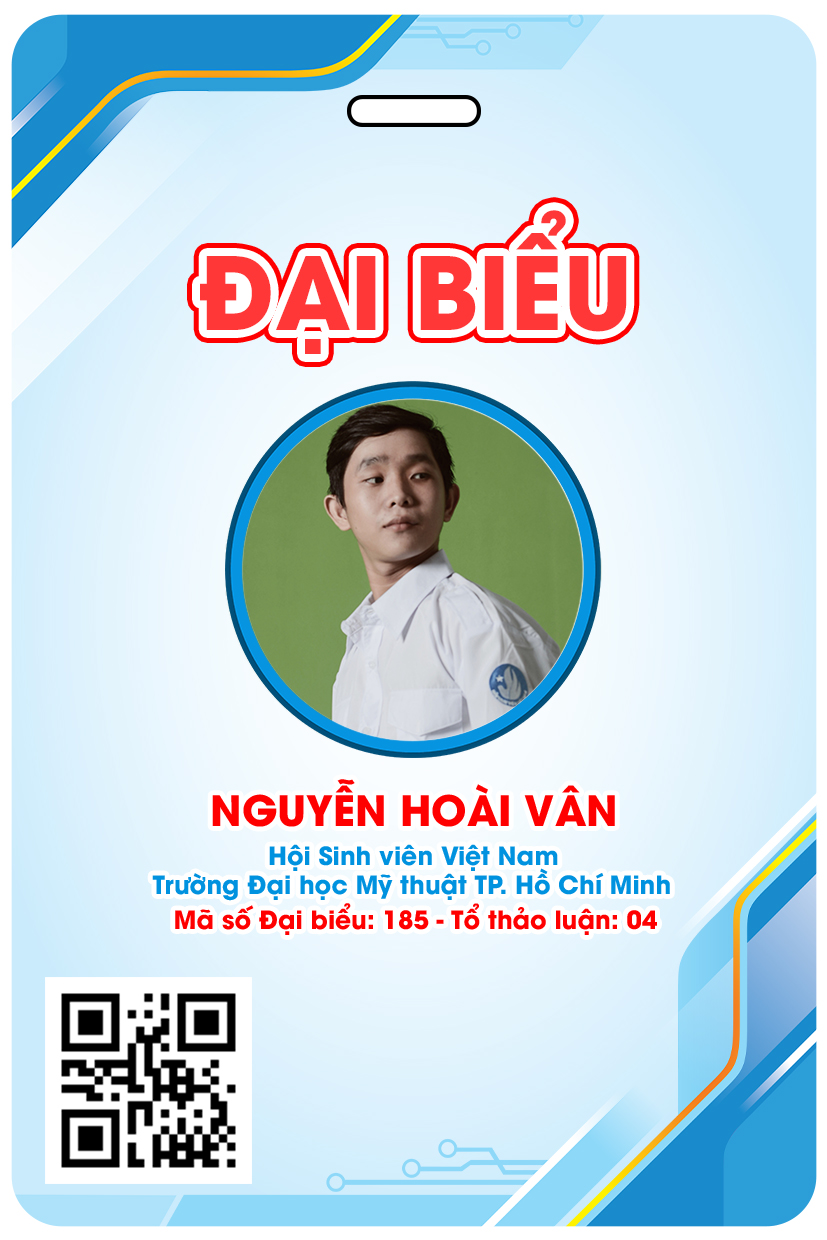 ĐẠI BIỂU
NGUYỄN HOÀI VÂN
Hội Sinh viên Việt Nam
Trường Đại học Mỹ thuật TP. Hồ Chí Minh
Mã số Đại biểu: 185 - Tổ thảo luận: 04